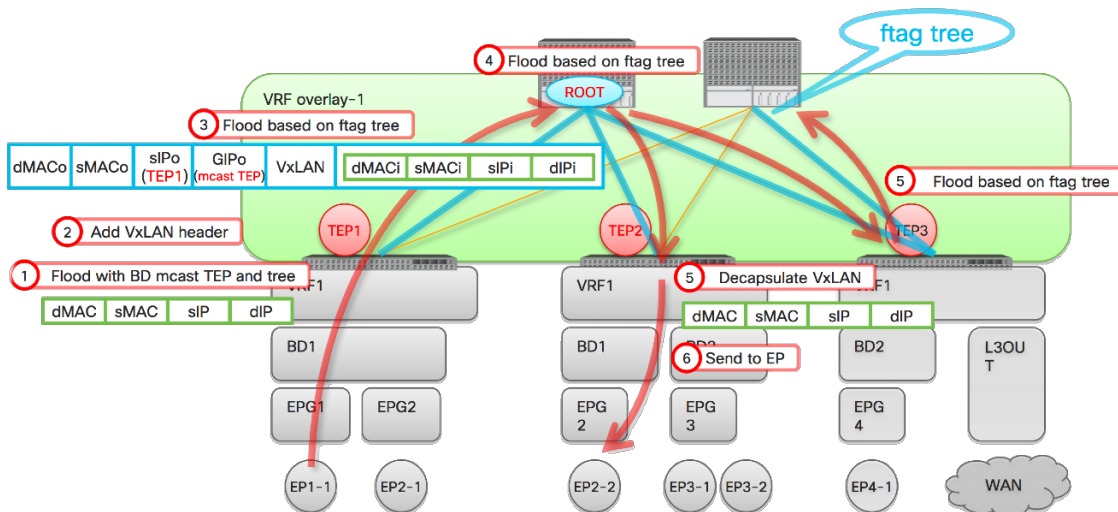 ftag tree
4 Flood based on ftag tree
ROOT
VRF overlay-1
3 Flood based on ftag tree
dMACo sMACo sIPo (TEP1) GIPo (mcast TEP) VxLAN dMACi sMACi sIPi dIPi
5 Flood based on ftag tree
2 Add VxLAN header
TEP1
TEP2
TEP3
1 Flood with BD mcast TEP and tree
5 Decapsulate VxLAN
VRF1
VRF1
VRF1
dMAC sMAC sIP dIP
dMAC sMAC sIP dIP
BD1
BD1
BD2
6 Send to EP
L3OU
T
EPG1
EPG2
EPG
2
EPG
3
EPG
4
EP1-1
EP2-1
EP2-2
EP3-1
EP3-2
EP4-1
WAN